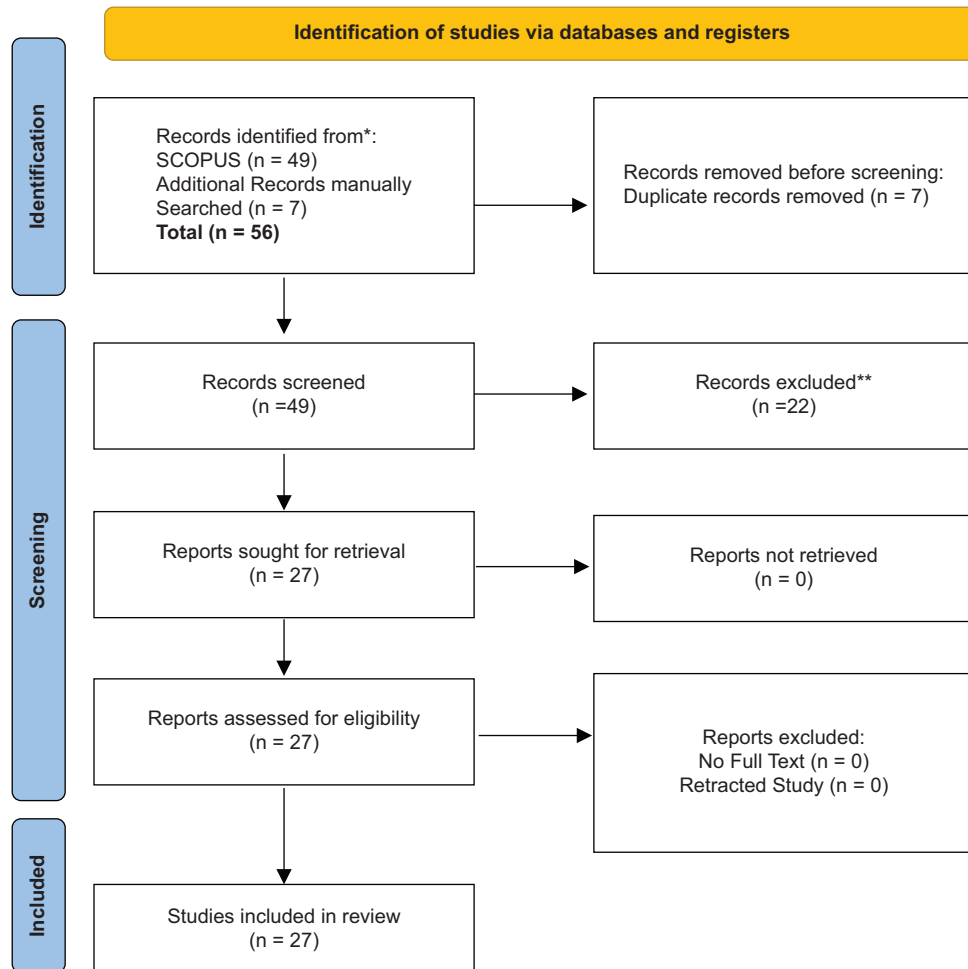 Identification of studies via databases and registers
Identification
Records identified from*:
SCOPUS (n = 49)
Additional Records manually
Searched (n = 7)
Total (n = 56)
Records removed before screening:
Duplicate records removed (n = 7)
Screening
Records screened
(n =49)
Records excluded**
(n =22)
Reports sought for retrieval
(n = 27)
Reports not retrieved
(n = 0)
Reports assessed for eligibility
(n = 27)
Reports excluded:
No Full Text (n = 0)
Retracted Study (n = 0)
Included
Studies included in review
(n = 27)